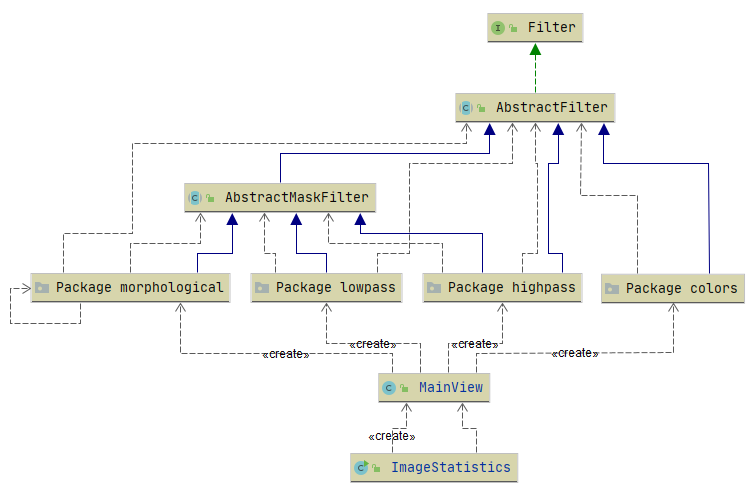 I Filter
C AbstractFilter
C AbstractMaskFilter
Package morphological
Package lowpass
Package highpass
Package colors
«create»
«create»
«create»
«create»
C MainView
«create»
C ImageStatistics